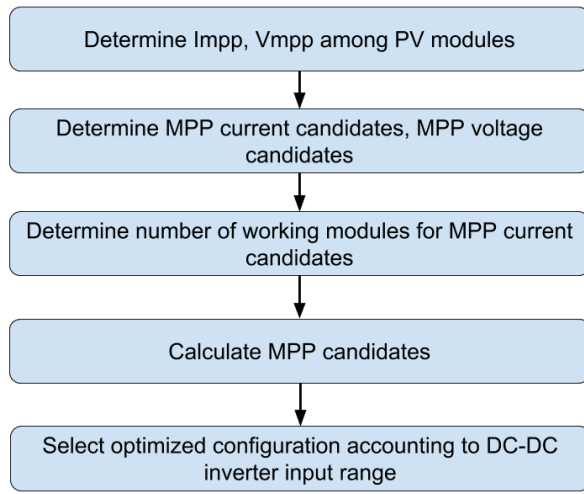 Determine Impp, Vmpp among PV modules
Determine MPP current candidates, MPP voltage
candidates
Determine number of working modules for MPP current
candidates
Calculate MPP candidates
Select optimized configuration accounting to DC-DC
inverter input range